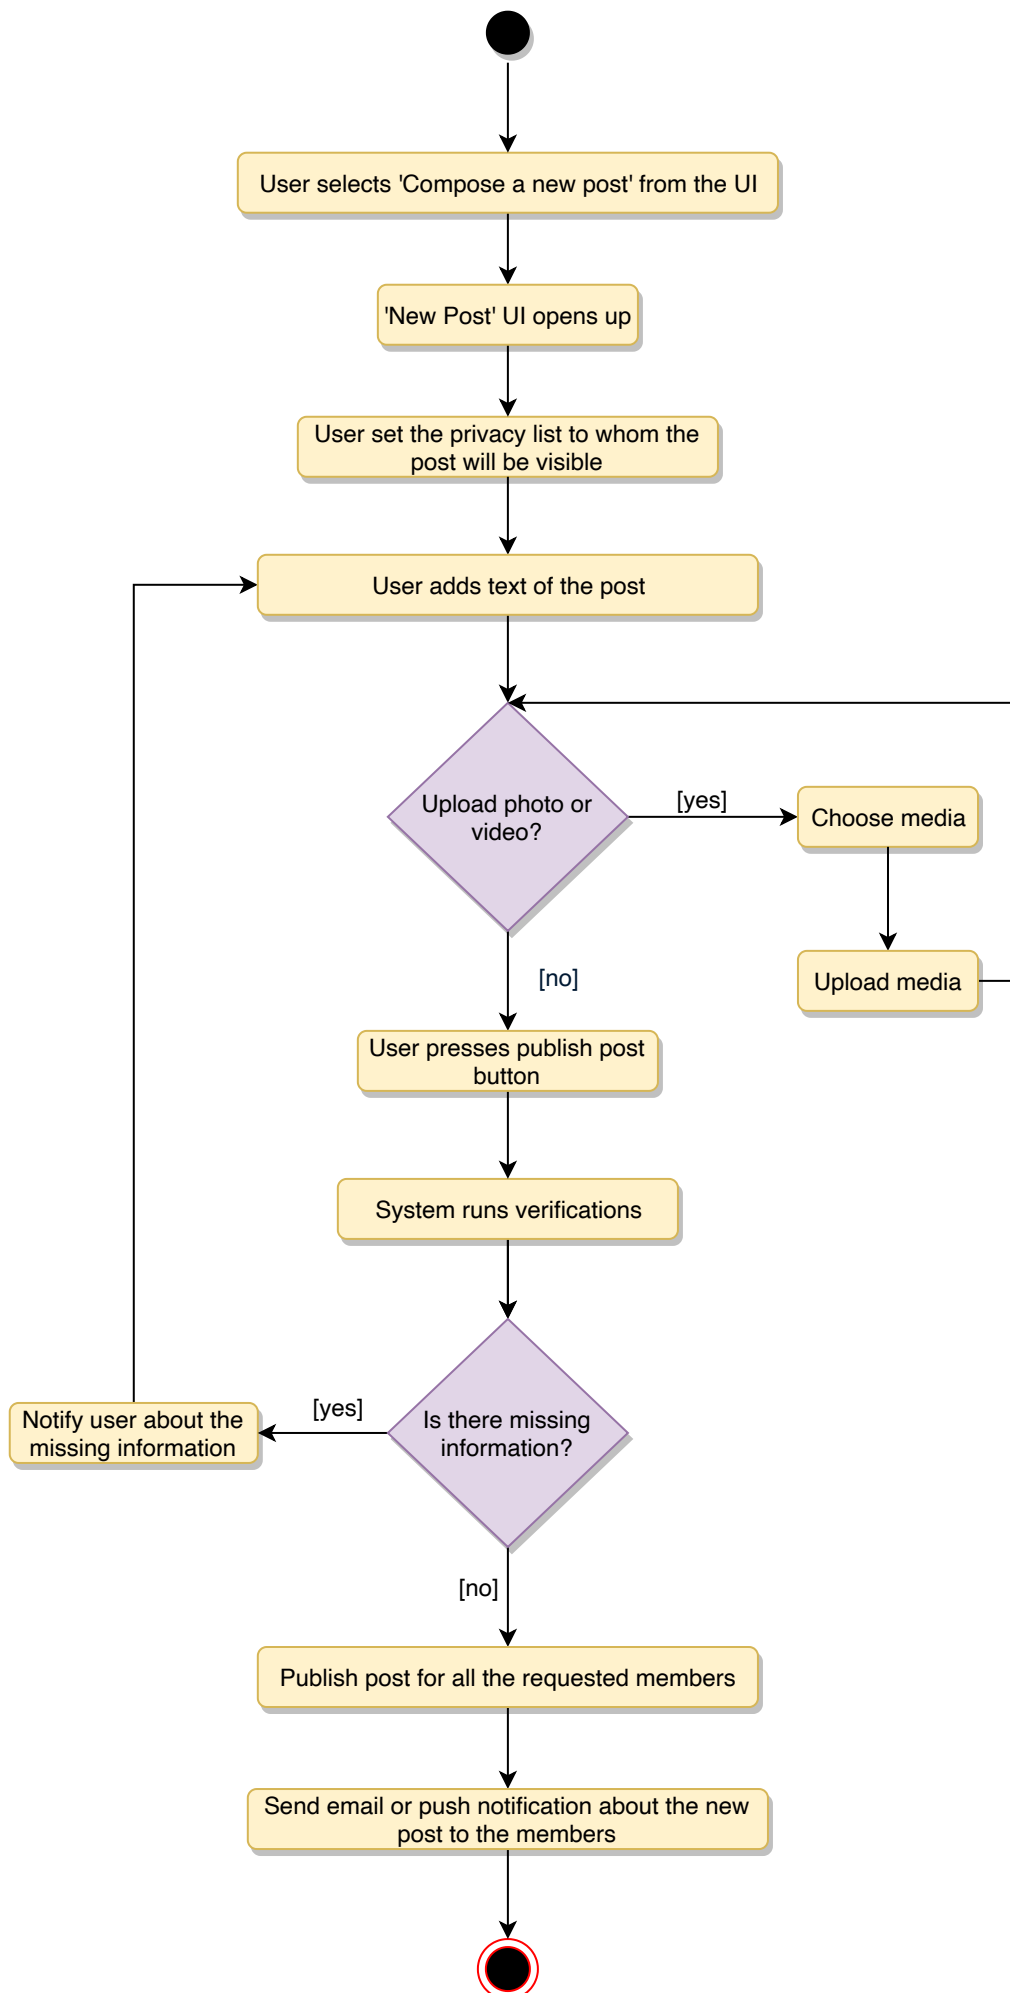 User selects 'Compose a new post' from the UI
'New Post' UI opens up
User set the privacy list to whom the
post will be visible
User adds text of the post
Upload photo or
video?
[yes]
Choose media
Upload media
[no]
User presses publish post
button
System runs verifications
Is there missing
information?
[yes]
Notify user about the
missing information
[no]
Publish post for all the requested members
Send email or push notification about the new
post to the members